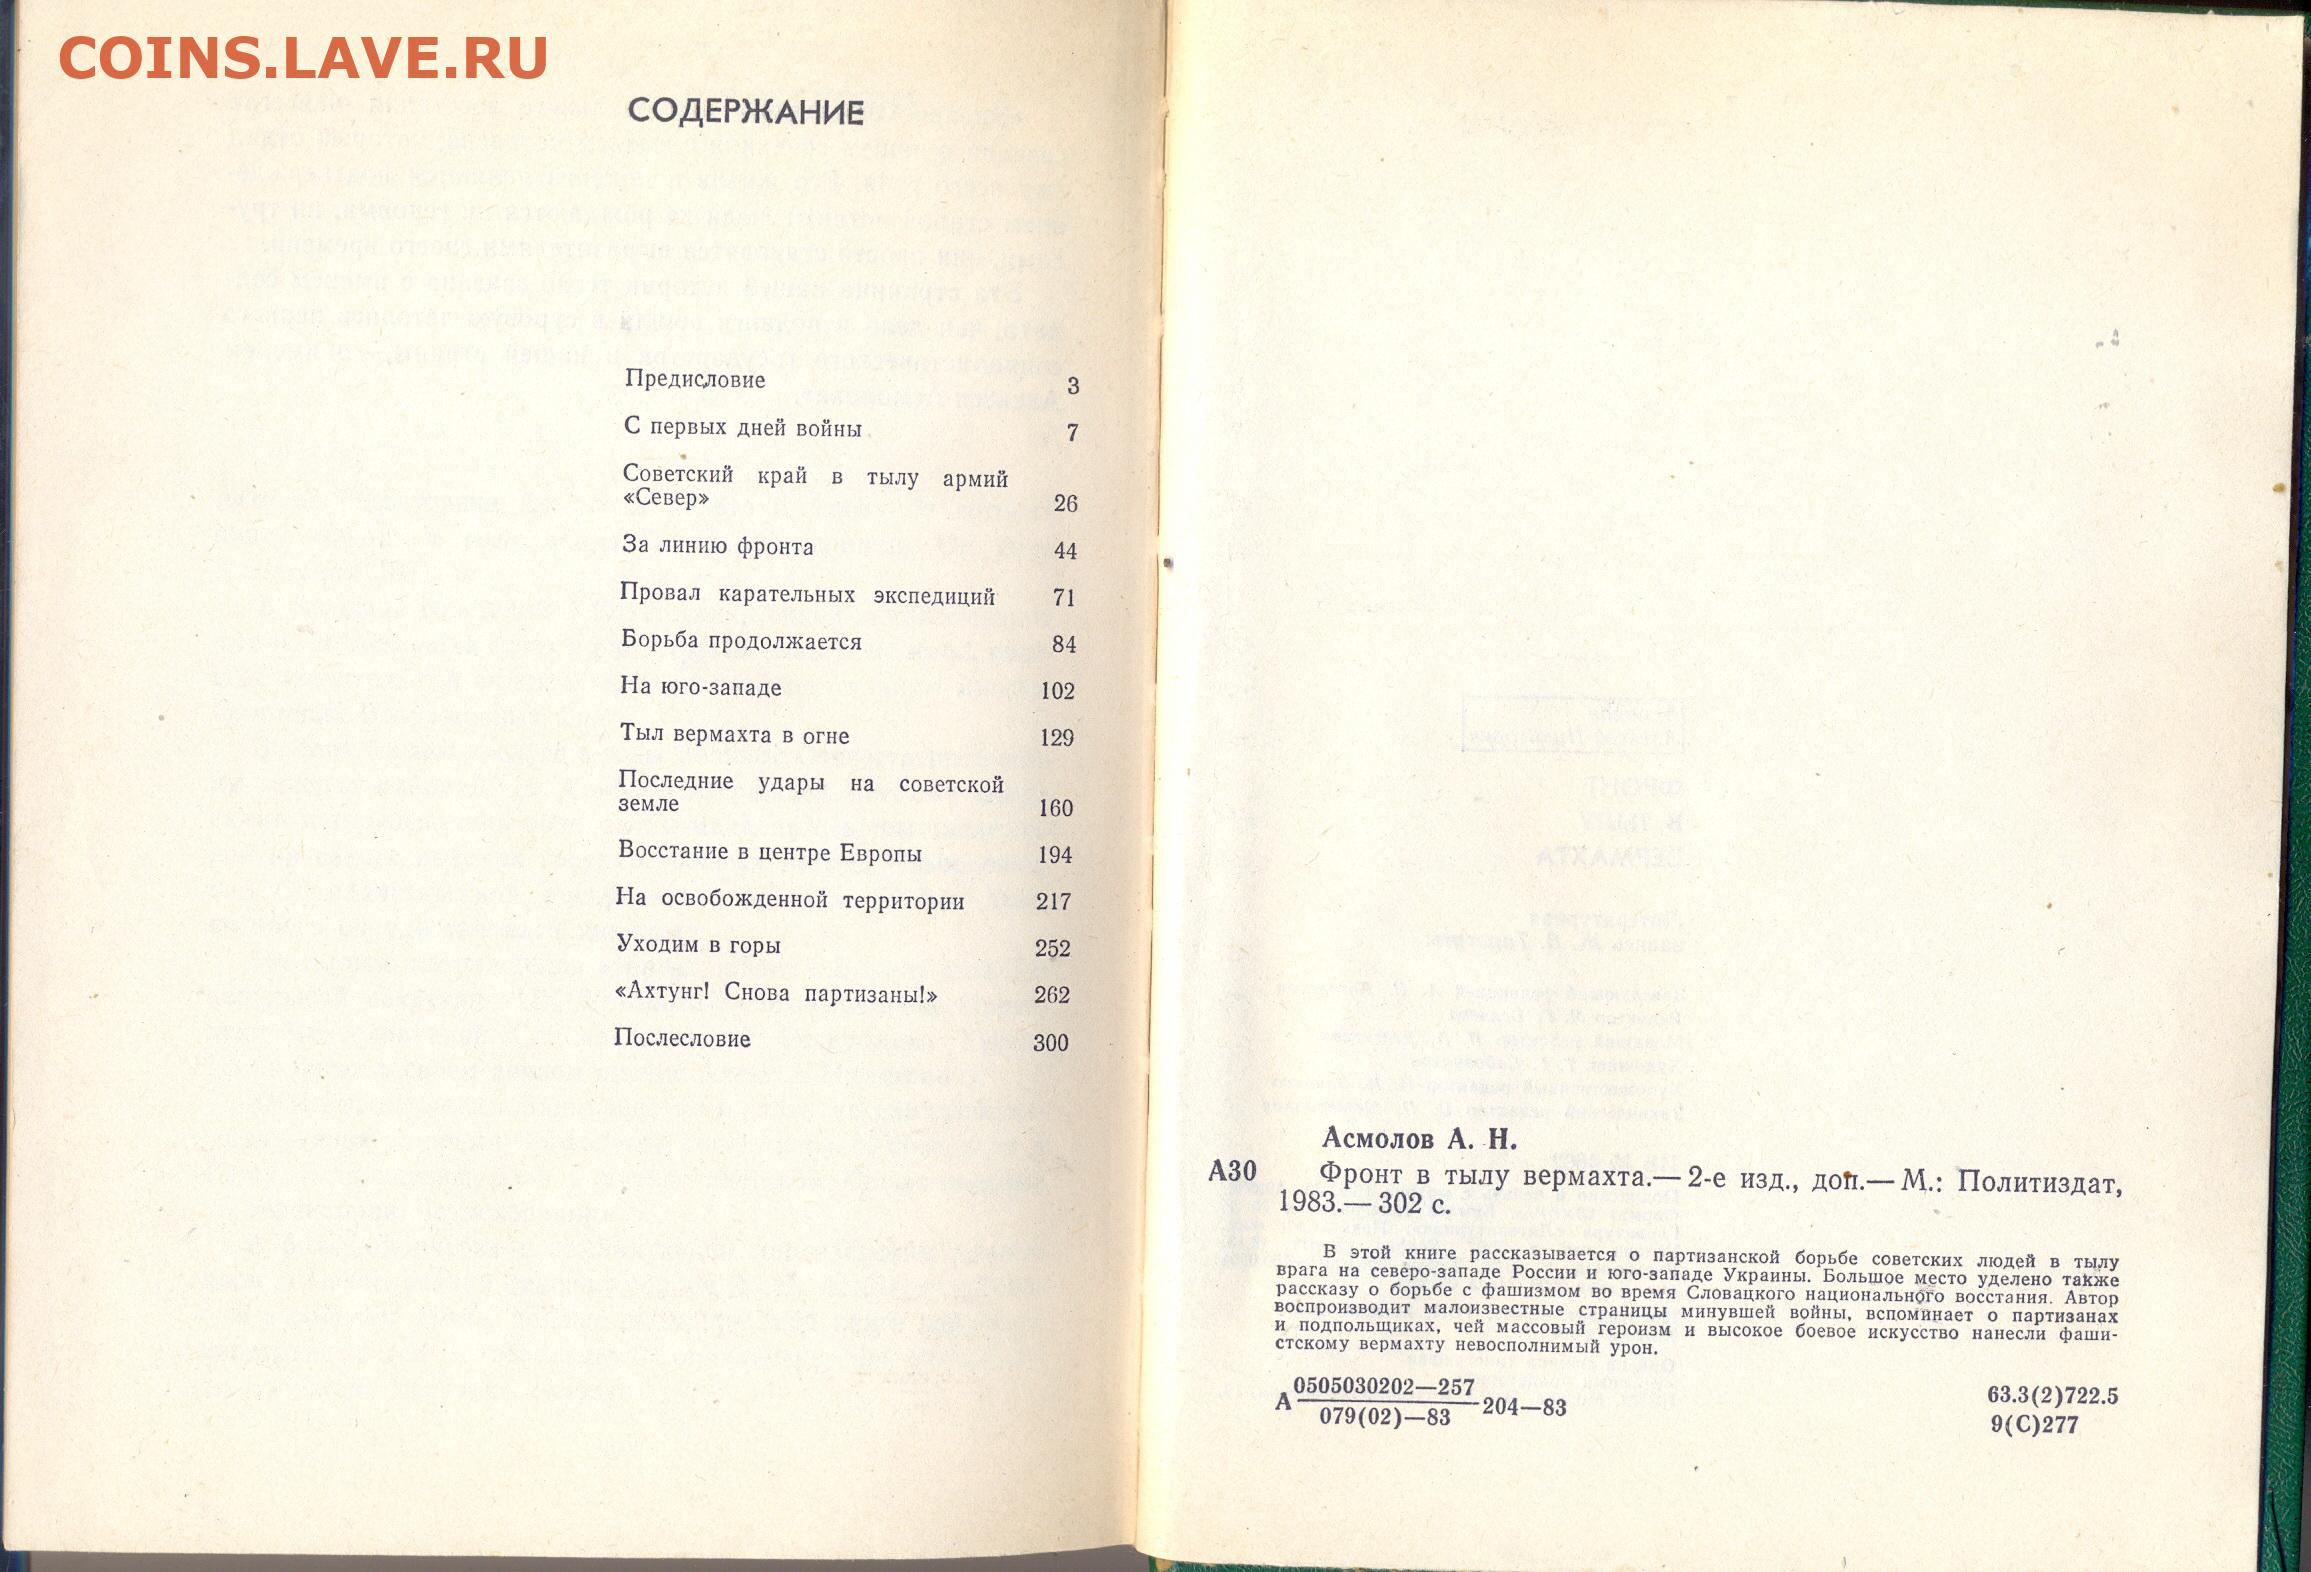 COINS.LAVE.RU
СОДЕРЖАНИЕ
Предисловие 3
С первых дней войны 7
Советский край в тылу армий
«Север» 26
За линию фронта 44
Провал карательных экспедиций 71
Борьба продолжается 84
На юго-западе 102
Тыл вермахта в огне 129
Последние удары на советской
земле 160
Восстание в центре Европы 194
На освобожденной территории 217
Уходим в горы 252
«Ахтунг! Снова партизаны!» 262
Послесловие 300
Асмолов А. Н.
А30 Фронт в тылу вермахта.— 2-е изд., доп.— М.: Политиздат,
1983.— 302 с.
В этой книге рассказывается о партизанской борьбе советских людей в тылу
врага на северо-западе России и юго-западе Украины. Большое место уделено также
рассказу о борьбе с фашизмом во время Словацкого национального восстания. Автор
воспроизводит малоизвестные страницы минувшей войны, вспоминает о партизанах
и подпольщиках, чей массовый героизм и высокое боевое искусство нанесли фаши-
стскому вермахту невосполнимый урон.
0505030202—257
А 204—83
079(02)—83
63.3(2)722.5
9(С)277